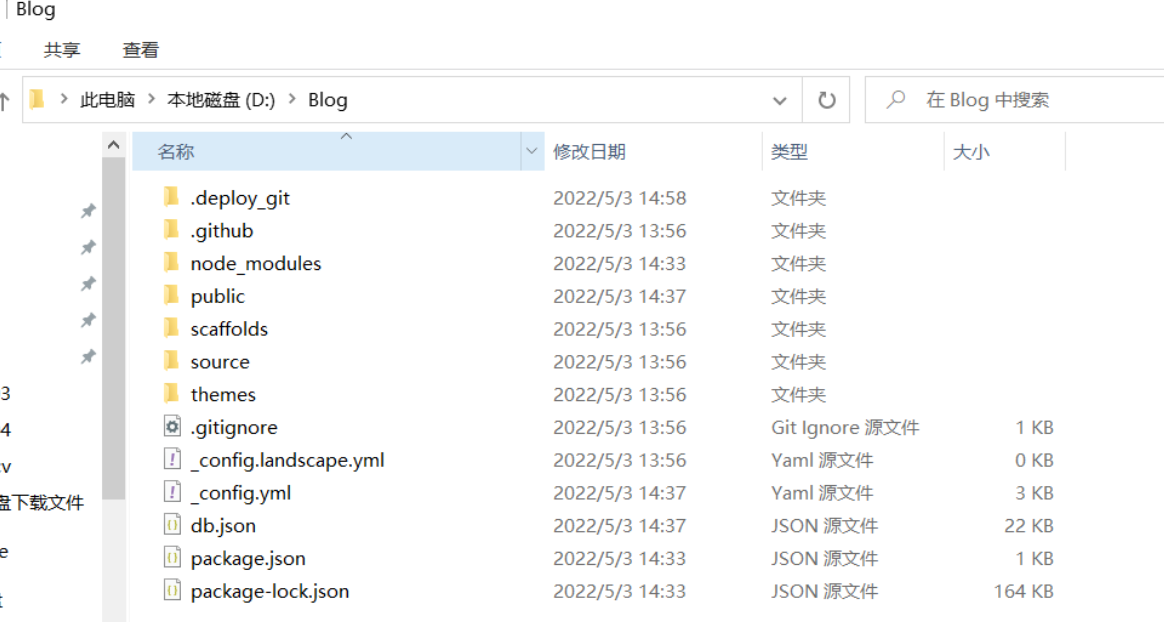 Blog
共享 查看
此电脑 本地磁盘 (D:) Blog 在 Blog 中搜索
名称 修改日期 类型 大小
.deploy_git 2022/5/3 14:58 文件夹
.github 2022/5/3 13:56 文件夹
node_modules 2022/5/3 14:33 文件夹
public 2022/5/3 14:37 文件夹
scaffolds 2022/5/3 13:56 文件夹
source 2022/5/3 13:56 文件夹
themes 2022/5/3 13:56 文件夹
3
.gitignore 2022/5/3 13:56 Git Ignore 源文件 1 KB
4
_config.landscape.yml 2022/5/3 13:56 Yaml 源文件 0 KB
_config.yml 2022/5/3 14:37 Yaml 源文件 3 KB
盘下载文件
db.json 2022/5/3 14:37 JSON 源文件 22 KB
package.json 2022/5/3 14:33 JSON 源文件 1 KB
e
package-lock.json 2022/5/3 14:33 JSON 源文件 164 KB